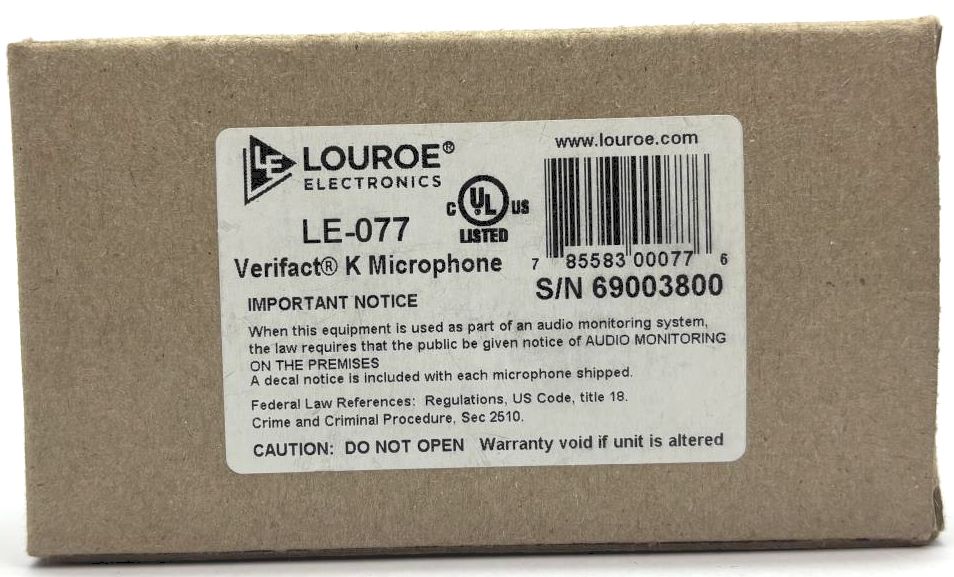 LE LOUROE®
ELECTRONICS
www.louroe.com
C UL US
LISTED
LE-077
Verifact® K Microphone
7 85583 00077 6
S/N 69003800
IMPORTANT NOTICE
When this equipment is used as part of an audio monitoring system,
the law requires that the public be given notice of AUDIO MONITORING
ON THE PREMISES
A decal notice is included with each microphone shipped.
Federal Law References: Regulations, US Code, title 18.
Crime and Criminal Procedure, Sec 2510.
CAUTION: DO NOT OPEN Warranty void if unit is altered